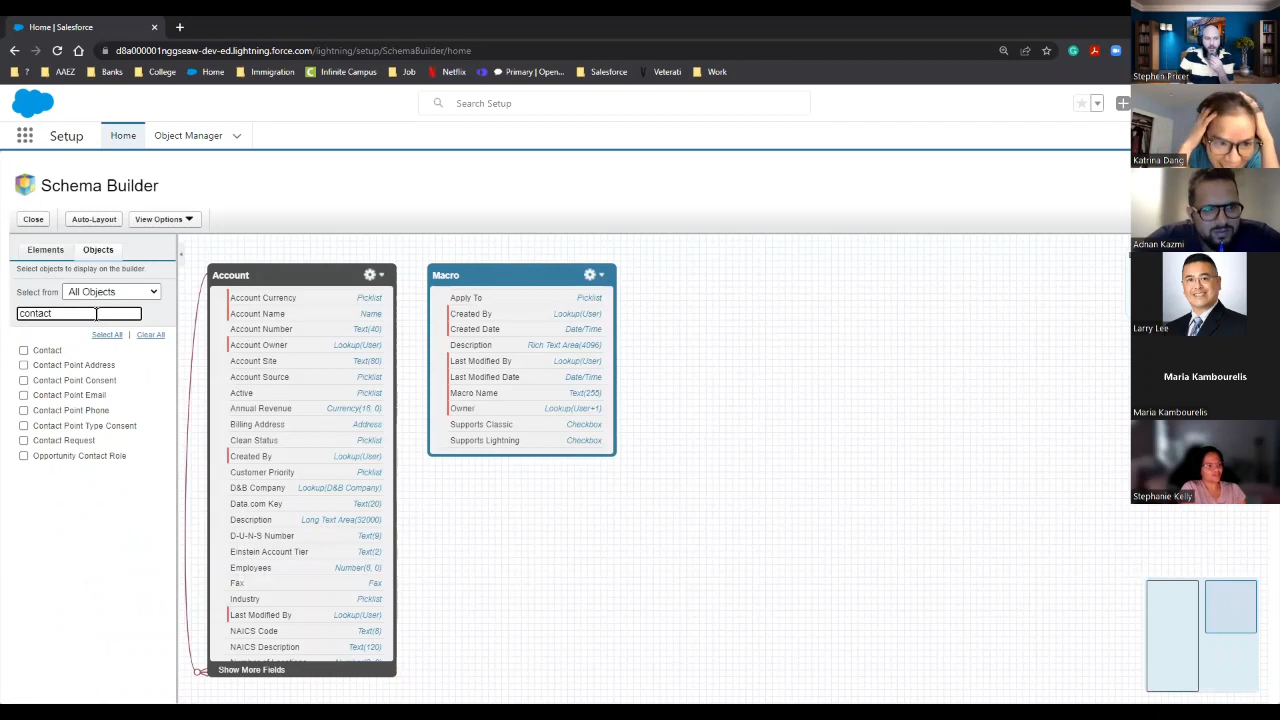 Home | Salesforce
d8a000001nggseaw-dev-ed.lightning.force.com/lightning/setup/SchemaBuilder/home
? AAEZ Banks College Home Immigration Infinite Campus Job Netflix Primary | Open... Salesforce Veterati Work
Search Setup
Setup Home Object Manager
Schema Builder
Close Auto-Layout View Options
Elements Objects
Select objects to display on the builder.
Select from All Objects
contact
Select All Clear All
Contact
Contact Point Address
Contact Point Consent
Contact Point Email
Contact Point Phone
Contact Point Type Consent
Contact Request
Opportunity Contact Role
Account
Account Currency Picklist
Account Name Name
Account Number Text(40)
Account Owner Lookup(User)
Account Site Text(80)
Account Source Picklist
Active Picklist
Annual Revenue Currency(18, 0)
Billing Address Address
Clean Status Picklist
Created By Lookup(User)
Customer Priority Picklist
D&B Company Lookup(D&B Company)
Data.com Key Text(20)
Description Long Text Area(32000)
D-U-N-S Number Text(9)
Einstein Account Tier Text(2)
Employees Number(8, 0)
Fax Fax
Industry Picklist
Last Modified By Lookup(User)
NAICS Code Text(8)
NAICS Description Text(120)
Show More Fields
Macro
Apply To Picklist
Created By Lookup(User)
Created Date Date/Time
Description Rich Text Area(4096)
Last Modified By Lookup(User)
Last Modified Date Date/Time
Macro Name Text(255)
Owner Lookup(User+1)
Supports Classic Checkbox
Supports Lightning Checkbox
Stephen Pricer
Katrina Dang
Adnan Kazmi
Larry Lee
Maria Kambourelis
Maria Kambourelis
Stephanie Kelly